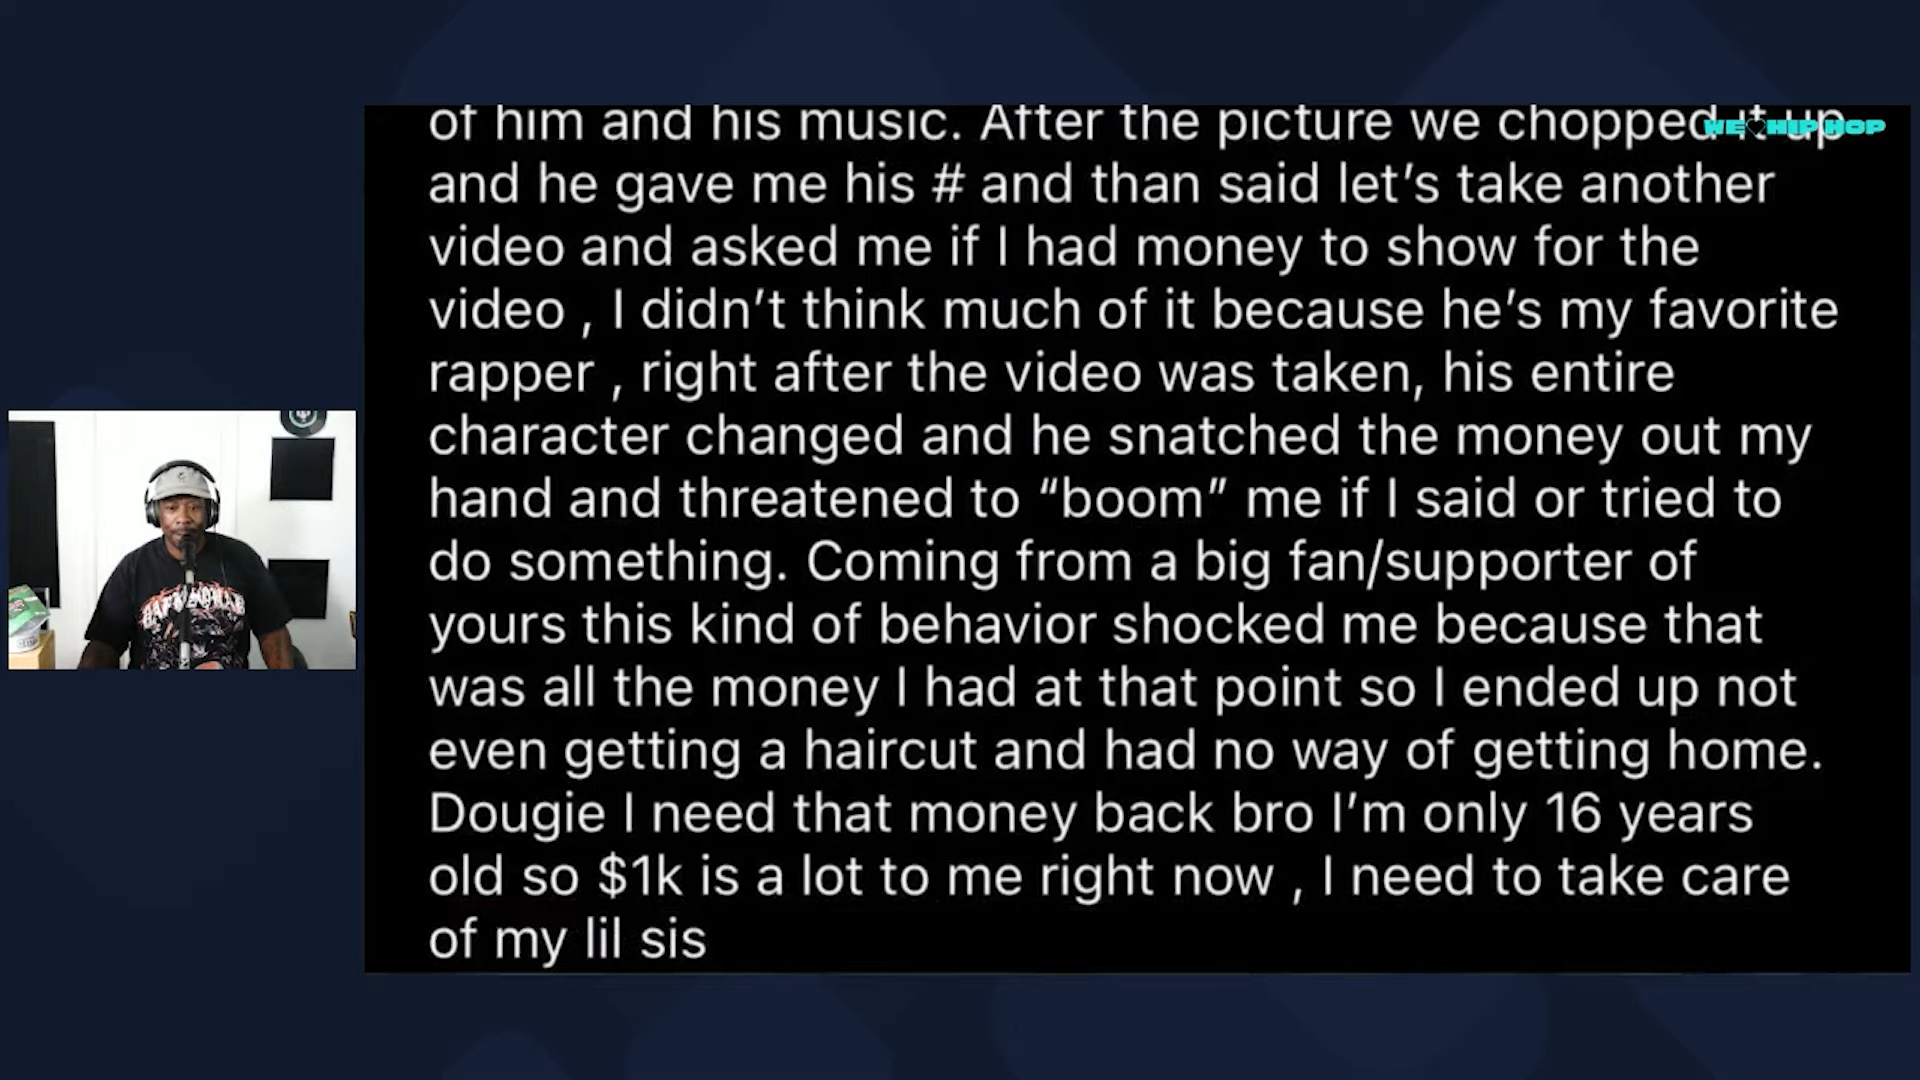 of him and his music. After the picture we chopped it up
WE HIP HOP
and he gave me his # and than said let’s take another
video and asked me if I had money to show for the
video , I didn’t think much of it because he’s my favorite
rapper , right after the video was taken, his entire
character changed and he snatched the money out my
hand and threatened to “boom” me if I said or tried to
do something. Coming from a big fan/supporter of
yours this kind of behavior shocked me because that
was all the money I had at that point so I ended up not
even getting a haircut and had no way of getting home.
Dougie I need that money back bro I’m only 16 years
old so $1k is a lot to me right now , I need to take care
of my lil sis